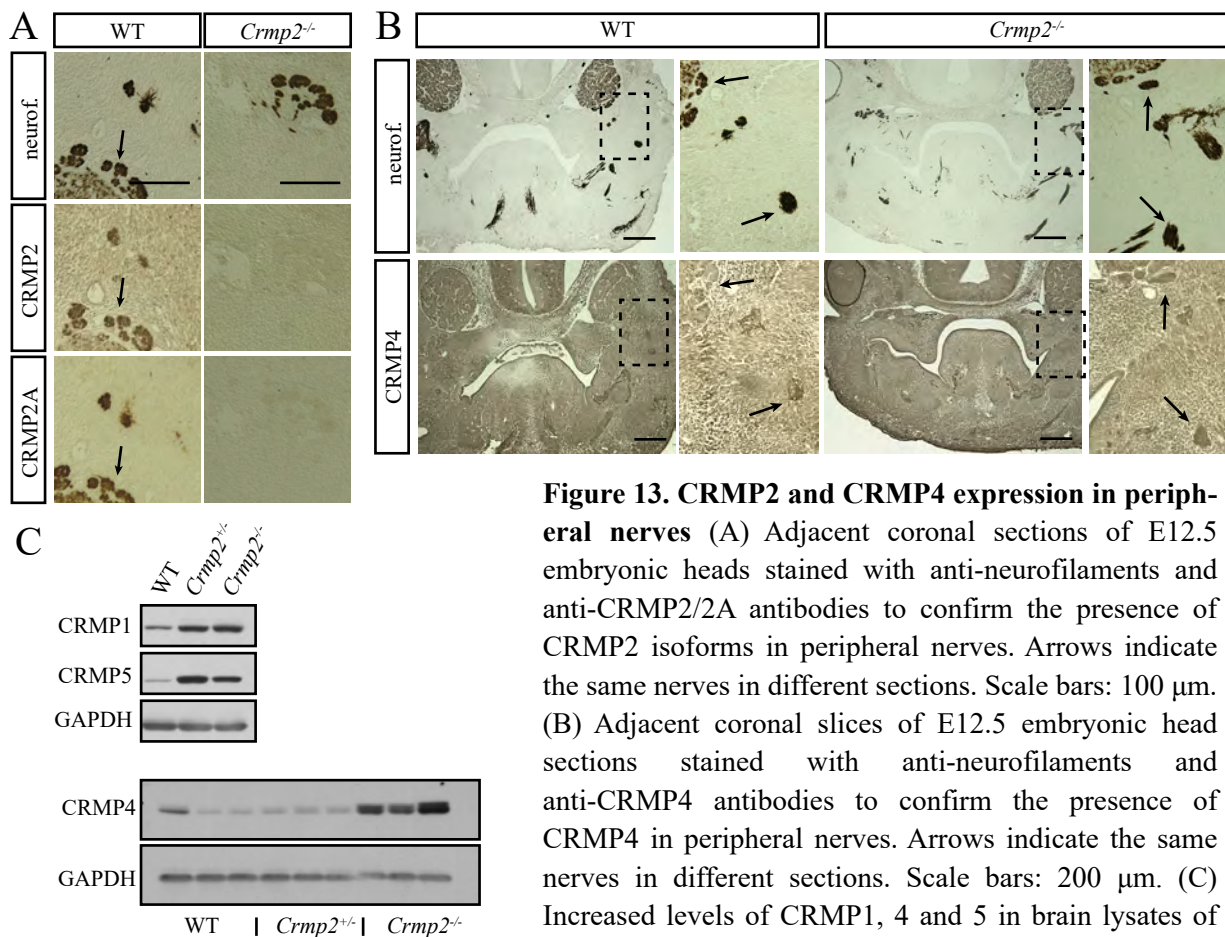 A
WT
Crmp2-/-
neurof.
CRMP2
CRMP2A
B
WT
Crmp2-/-
neurof.
CRMP4
C
WT
Crmp2+/-
Crmp2-/-
CRMP1
CRMP5
GAPDH
CRMP4
GAPDH
WT
Crmp2+/-
Crmp2-/-
Figure 13. CRMP2 and CRMP4 expression in periph-
eral nerves (A) Adjacent coronal sections of E12.5
embryonic heads stained with anti-neurofilaments and
anti-CRMP2/2A antibodies to confirm the presence of
CRMP2 isoforms in peripheral nerves. Arrows indicate
the same nerves in different sections. Scale bars: 100 μm.
(B) Adjacent coronal slices of E12.5 embryonic head
sections stained with anti-neurofilaments and
anti-CRMP4 antibodies to confirm the presence of
CRMP4 in peripheral nerves. Arrows indicate the same
nerves in different sections. Scale bars: 200 μm. (C)
Increased levels of CRMP1, 4 and 5 in brain lysates of